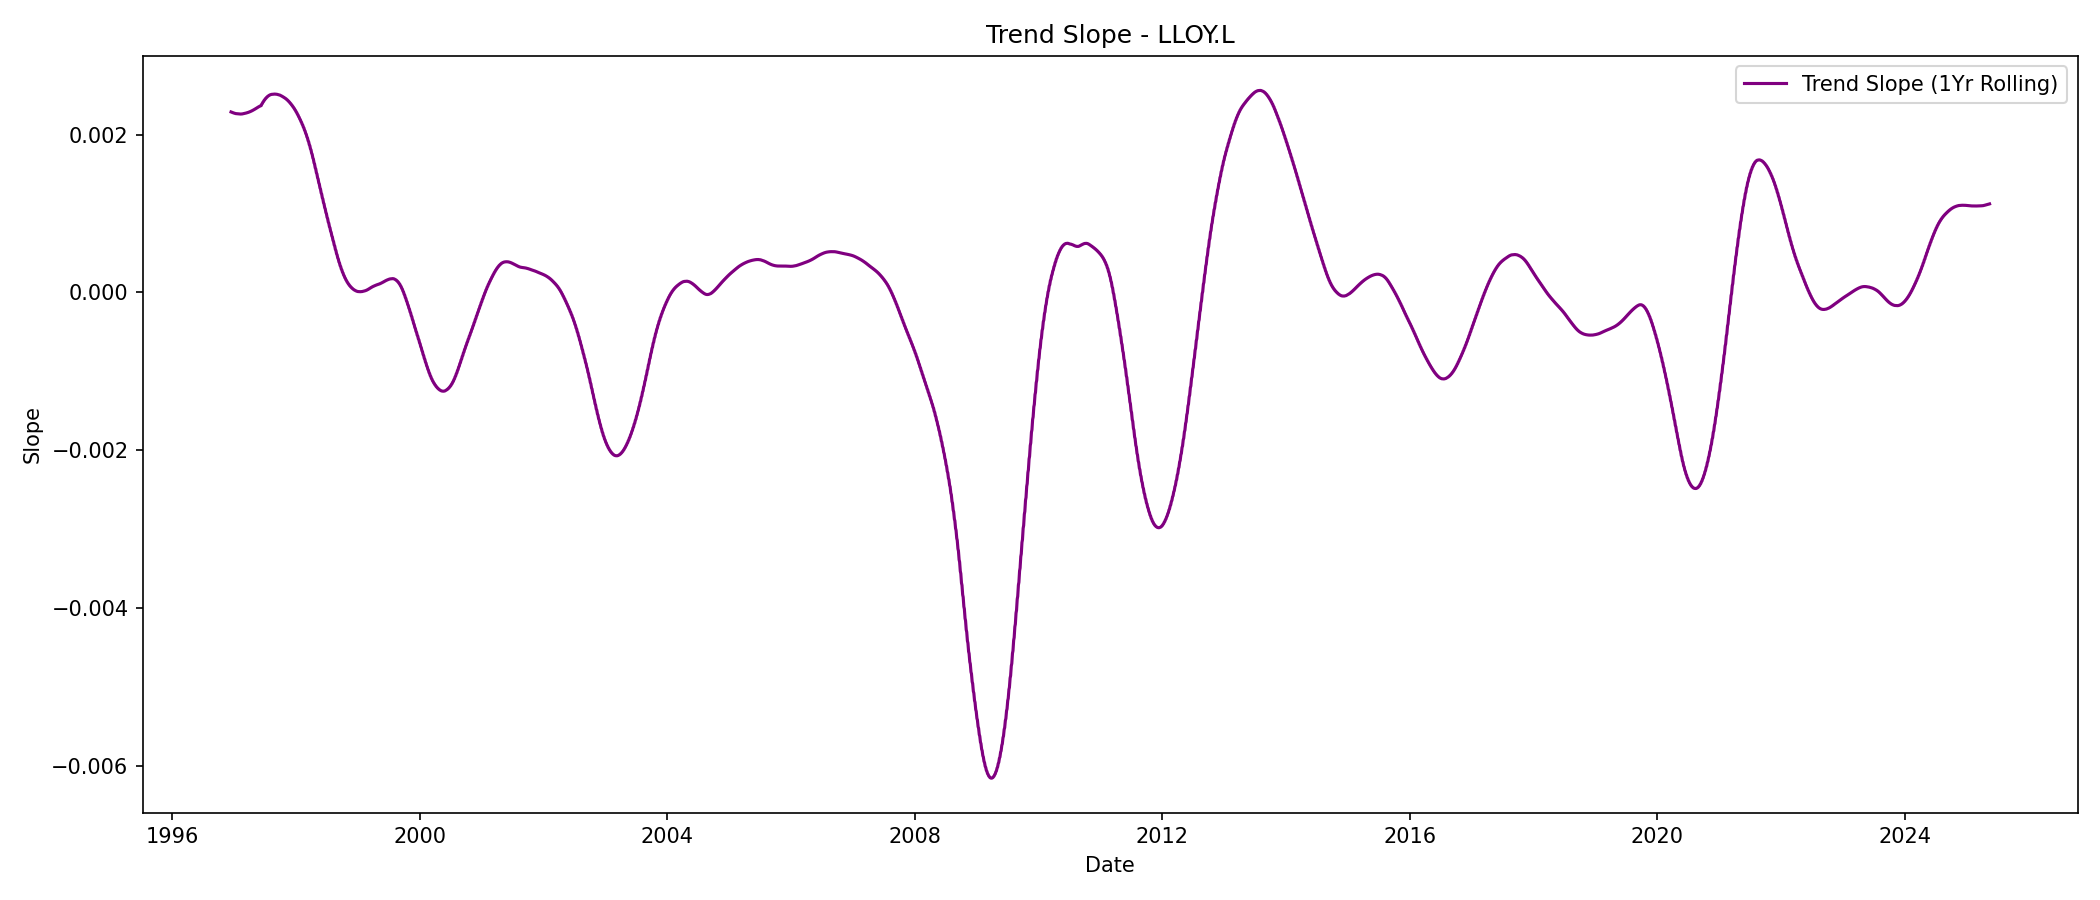 Trend Slope - LLOY.L
Trend Slope (1Yr Rolling)
0.002
0.000
−0.002
−0.004
−0.006
Slope
1996 2000 2004 2008 2012 2016 2020 2024
Date